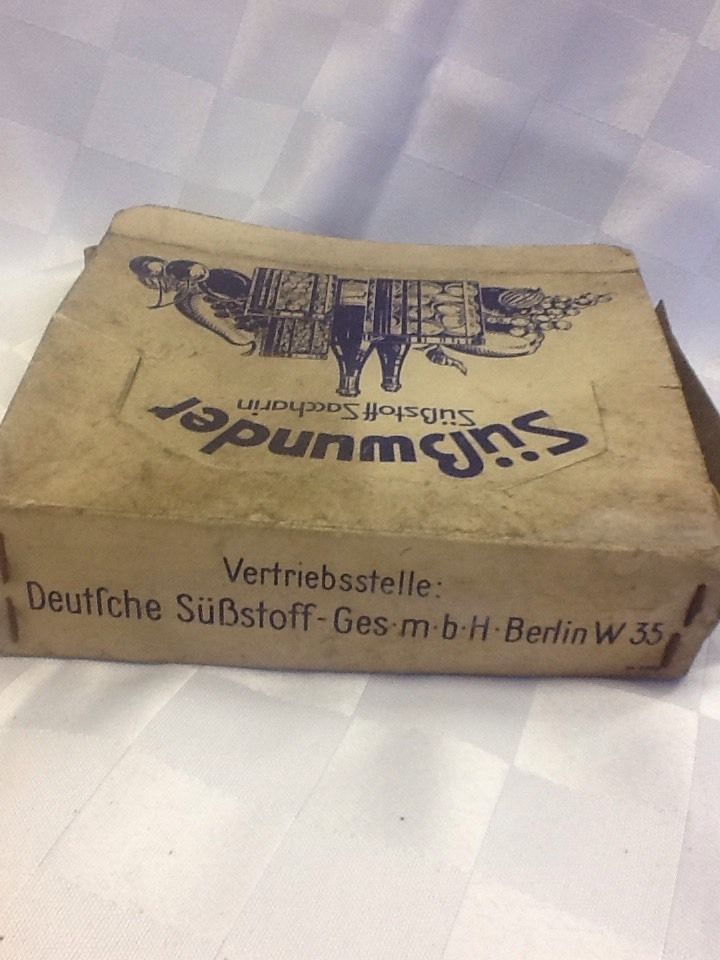 Süßwunder
Süßstoff Saccharin
Vertriebsstelle:
Deutſche Süßstoff-Ges·m·b·H·Berlin W 35